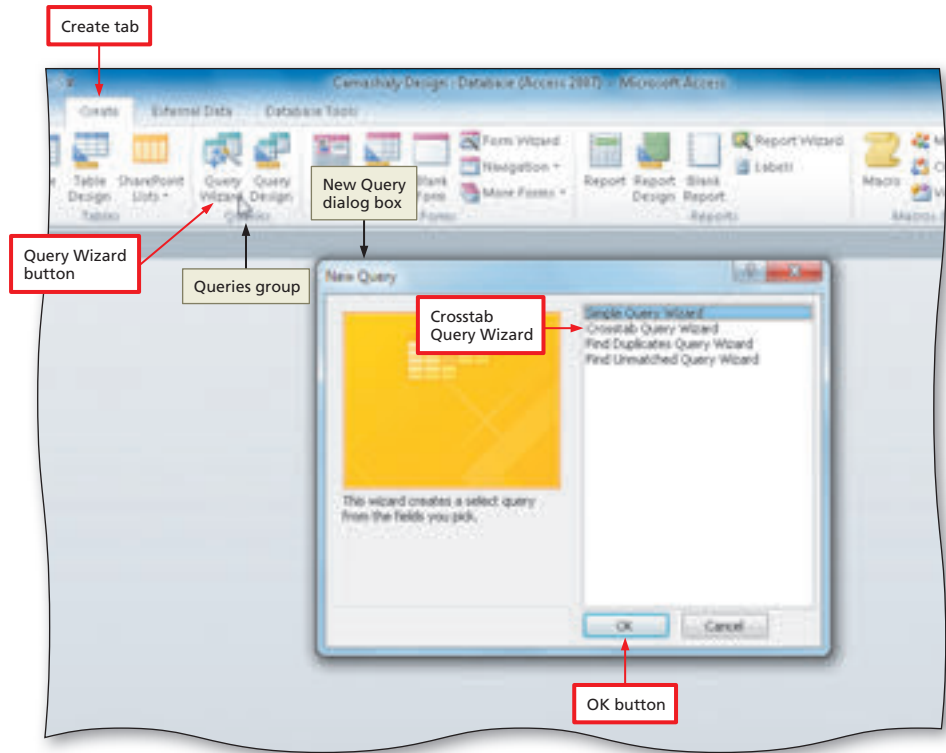 Create tab
Camashaly Design : Database (Access 2007) - Microsoft Access
Create External Data Database Tools
Table Design
SharePoint Lists
Query Wizard
Query Design
Blank Form
Form Wizard
Navigation
More Forms
Report
Report Design
Blank Report
Report Wizard
Labels
Macro
Tables
Forms
Reports
New Query dialog box
Query Wizard button
Queries group
New Query
Crosstab Query Wizard
Simple Query Wizard
Crosstab Query Wizard
Find Duplicates Query Wizard
Find Unmatched Query Wizard
This wizard creates a select query
from the fields you pick.
OK Cancel
OK button